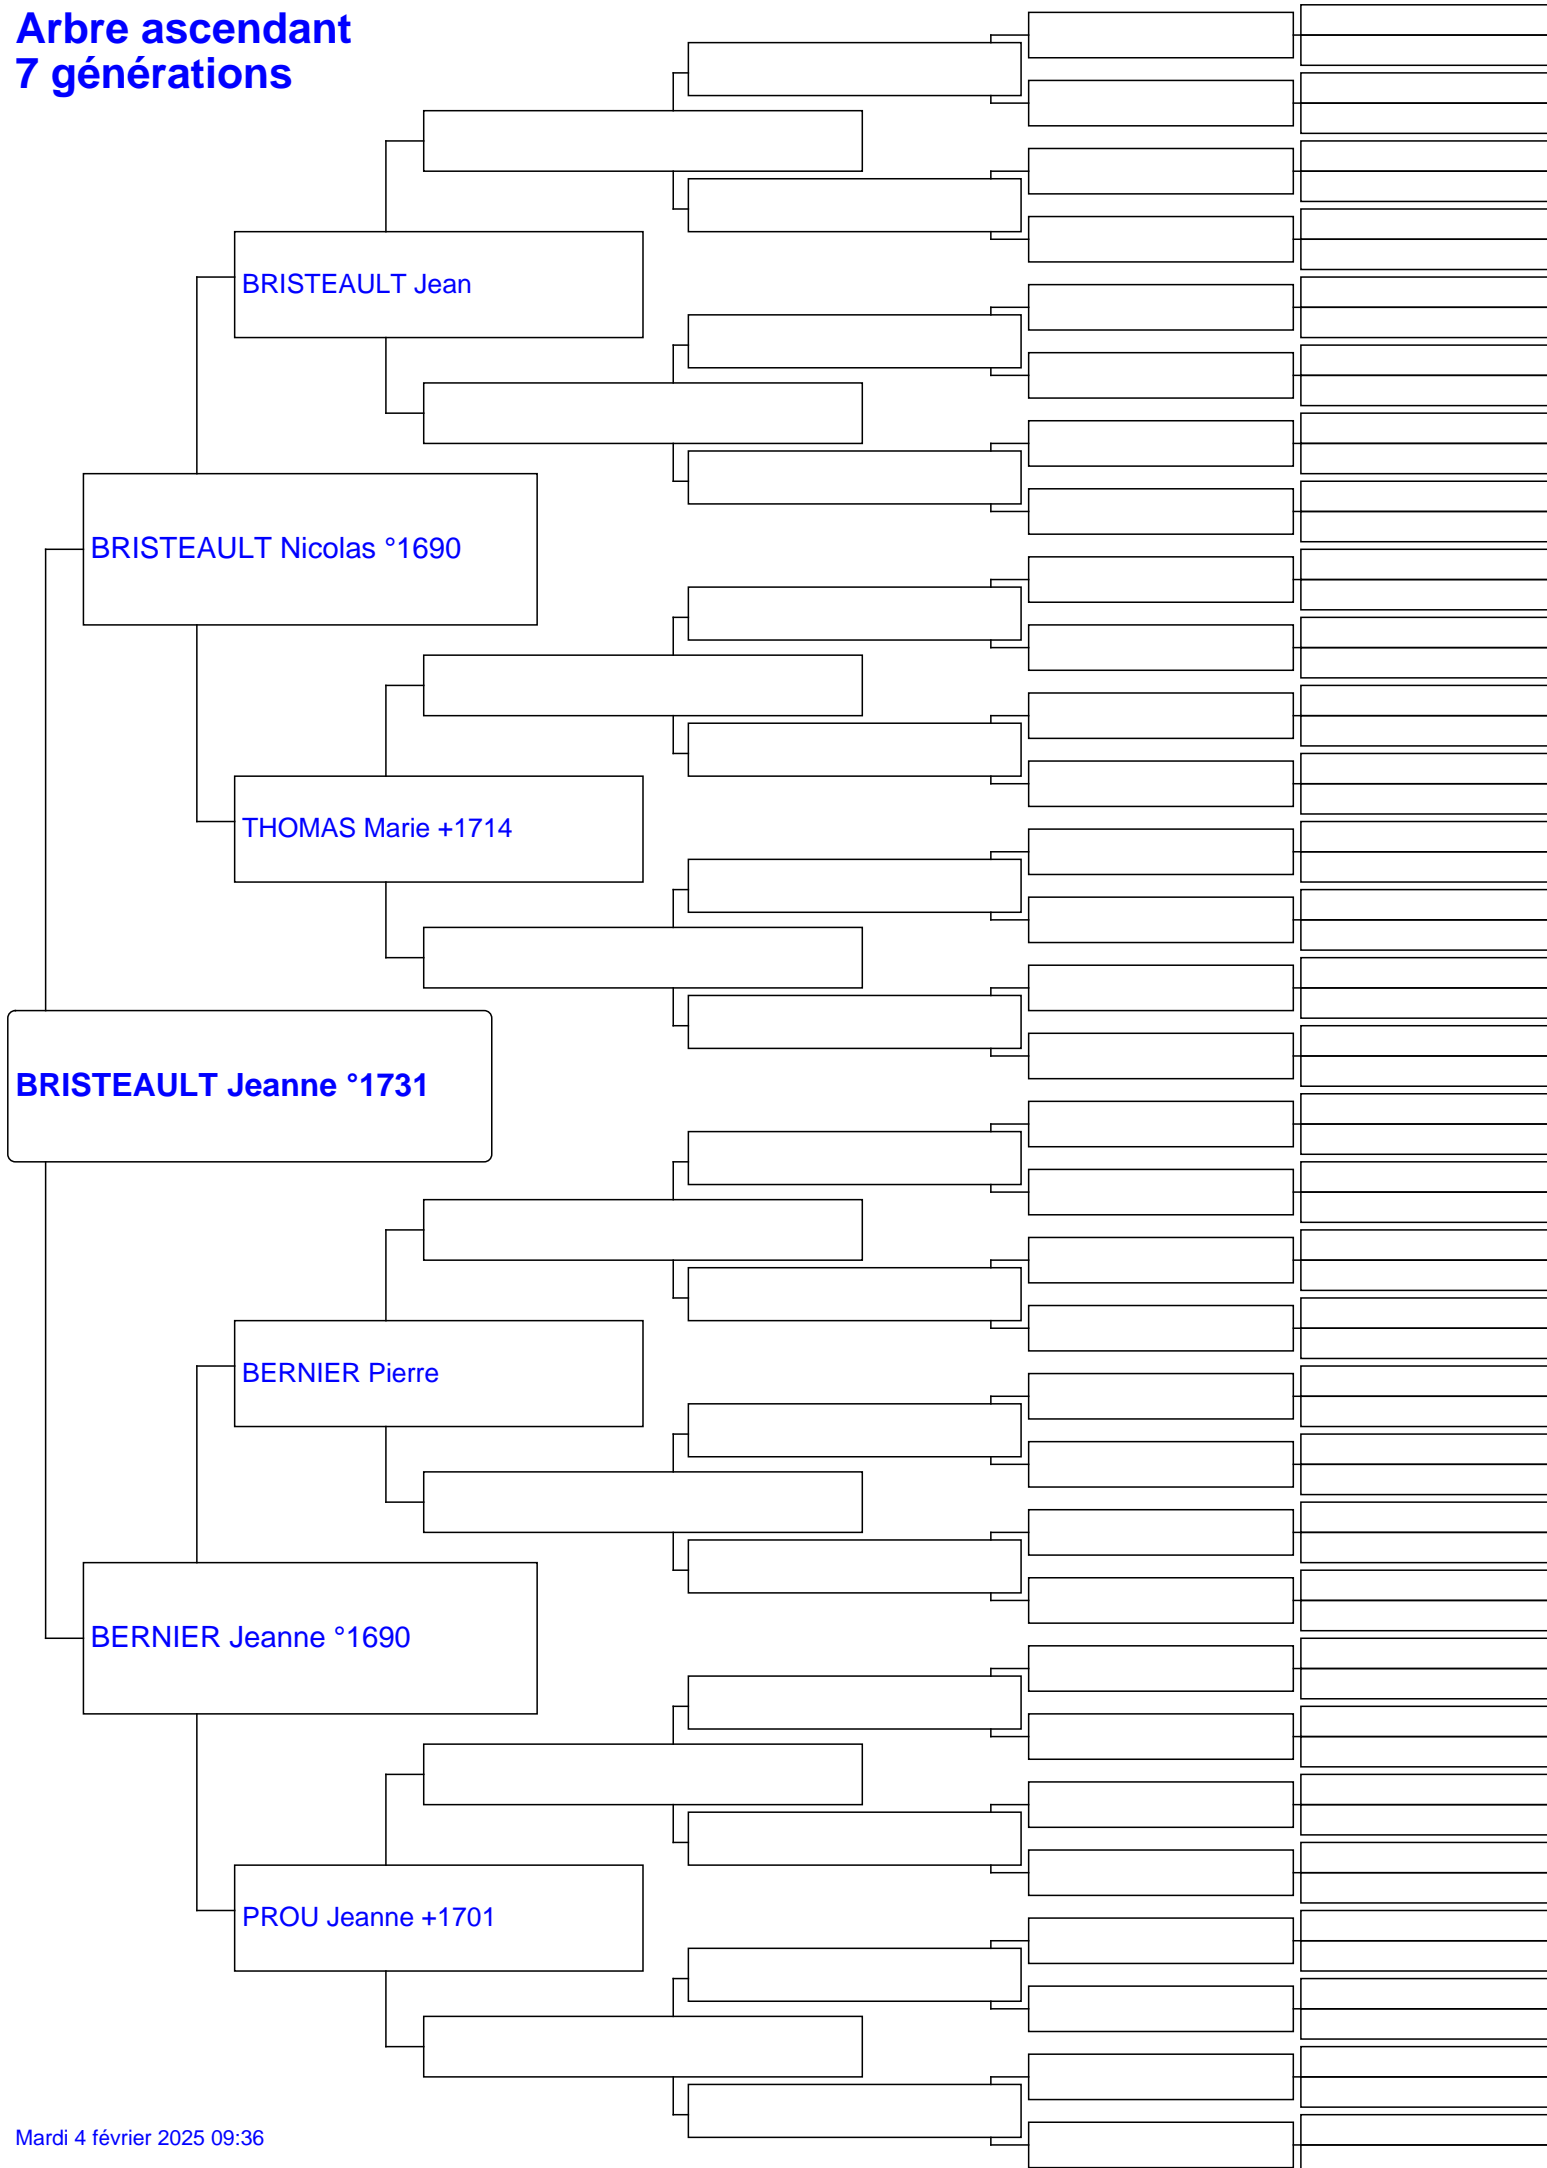 Arbre ascendant
7 générations
BRISTEAULT Jean
BRISTEAULT Nicolas °1690
THOMAS Marie +1714
BRISTEAULT Jeanne °1731
BERNIER Pierre
BERNIER Jeanne °1690
PROU Jeanne +1701
Mardi 4 février 2025 09:36